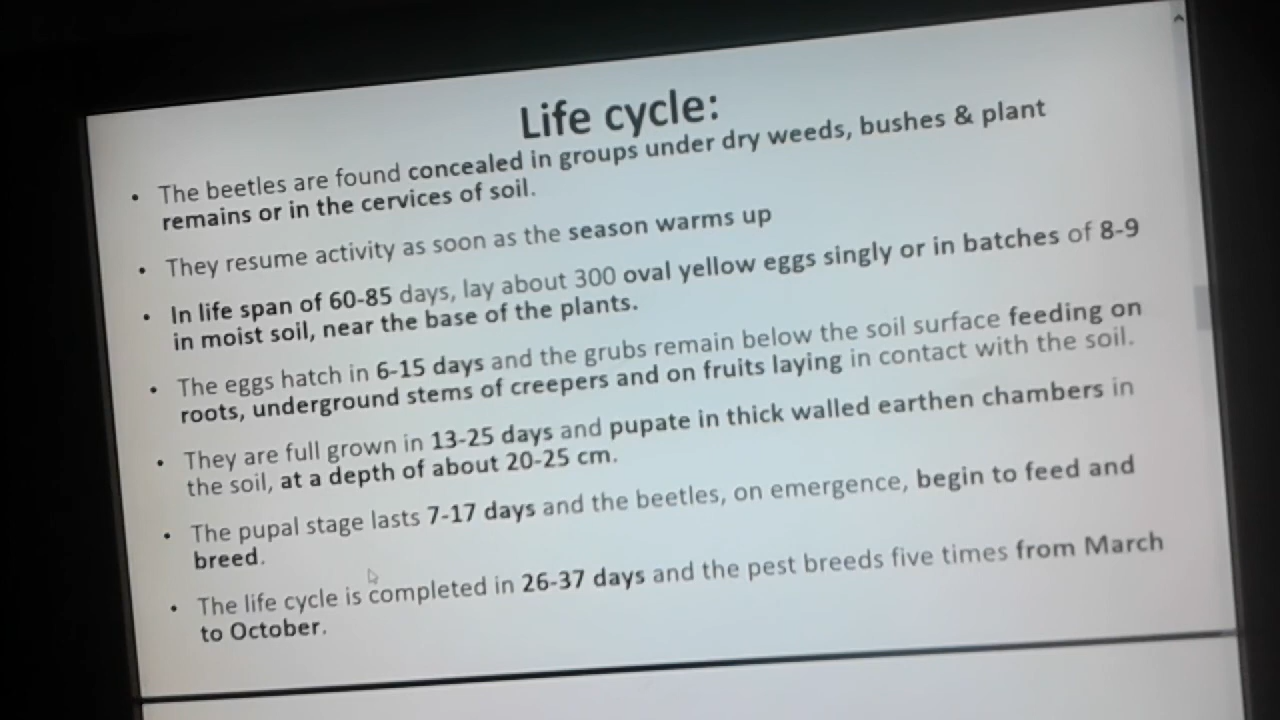 Life cycle:
• The beetles are found concealed in groups under dry weeds, bushes & plant
remains or in the cervices of soil.
• They resume activity as soon as the season warms up
• In life span of 60-85 days, lay about 300 oval yellow eggs singly or in batches of 8-9
in moist soil, near the base of the plants.
• The eggs hatch in 6-15 days and the grubs remain below the soil surface feeding on
roots, underground stems of creepers and on fruits laying in contact with the soil.
• They are full grown in 13-25 days and pupate in thick walled earthen chambers in
the soil, at a depth of about 20-25 cm.
• The pupal stage lasts 7-17 days and the beetles, on emergence, begin to feed and
breed.
• The life cycle is completed in 26-37 days and the pest breeds five times from March
to October.